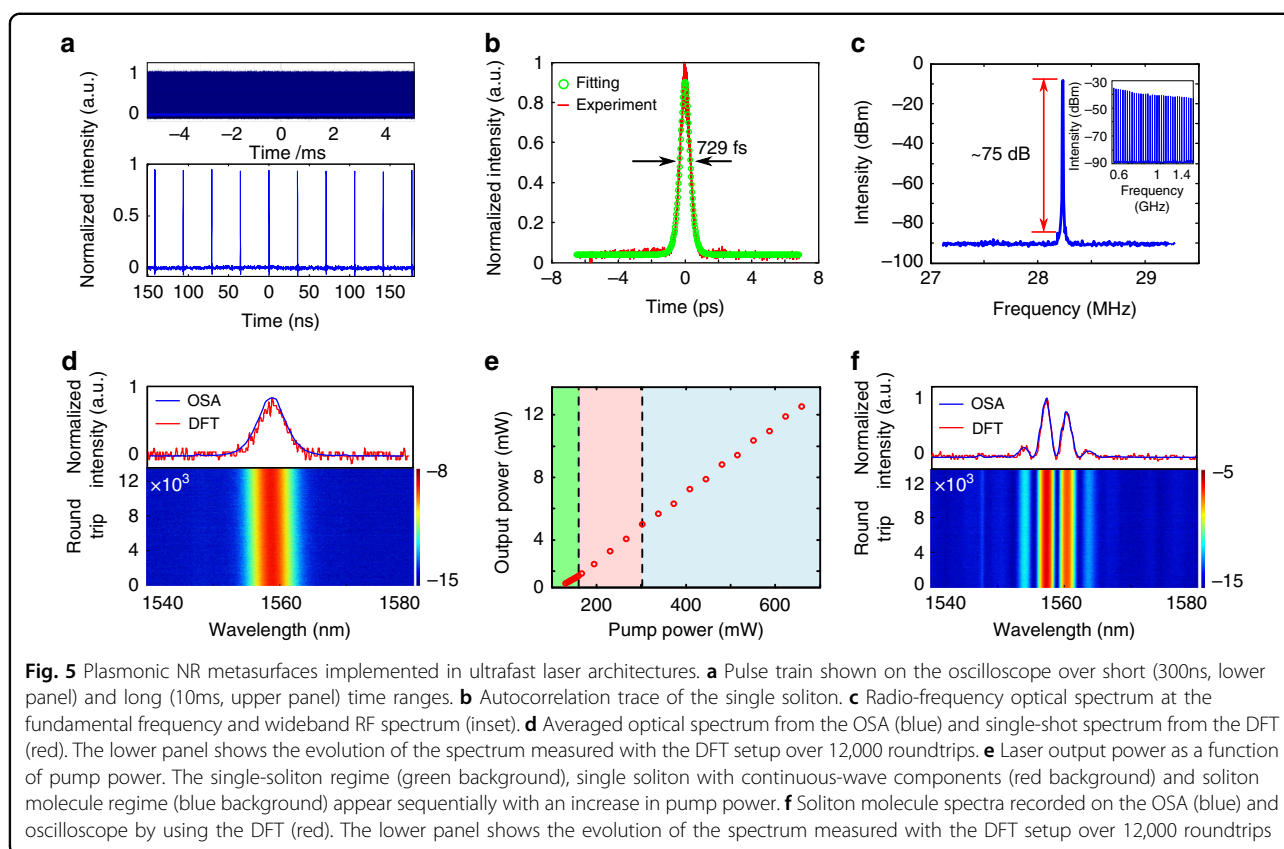 a
Normalized intensity (a.u.)
1
0
−4
−2
0
2
4
Time /ms
1
0.5
0
150
100
50
0
50
100
150
Time (ns)
b
Normalized intensity (a.u.)
1
0.8
0.6
0.4
0.2
0
Fitting
Experiment
729 fs
−8
−4
0
4
8
Time (ps)
c
Intensity (dBm)
0
−20
−40
−60
−80
−100
~75 dB
27
28
29
Frequency (MHz)
Intensity (dBm)
−30
−50
−70
−90
0.6
1
1.4
Frequency
(GHz)
d
Normalized
intensity (a.u.)
1
0
OSA
DFT
Round
trip
×10³
12
8
4
0
−8
−15
1540
1560
1580
Wavelength (nm)
e
Output power (mW)
12
8
4
0
200
400
600
Pump power (mW)
f
Normalized
intensity (a.u.)
1
0
OSA
DFT
Round
trip
×10³
12
8
4
0
−5
−15
1540
1560
1580
Wavelength (nm)
Fig. 5 Plasmonic NR metasurfaces implemented in ultrafast laser architectures. a Pulse train shown on the oscilloscope over short (300ns, lower
panel) and long (10ms, upper panel) time ranges. b Autocorrelation trace of the single soliton. c Radio-frequency optical spectrum at the
fundamental frequency and wideband RF spectrum (inset). d Averaged optical spectrum from the OSA (blue) and single-shot spectrum from the DFT
(red). The lower panel shows the evolution of the spectrum measured with the DFT setup over 12,000 roundtrips. e Laser output power as a function
of pump power. The single-soliton regime (green background), single soliton with continuous-wave components (red background) and soliton
molecule regime (blue background) appear sequentially with an increase in pump power. f Soliton molecule spectra recorded on the OSA (blue) and
oscilloscope by using the DFT (red). The lower panel shows the evolution of the spectrum measured with the DFT setup over 12,000 roundtrips